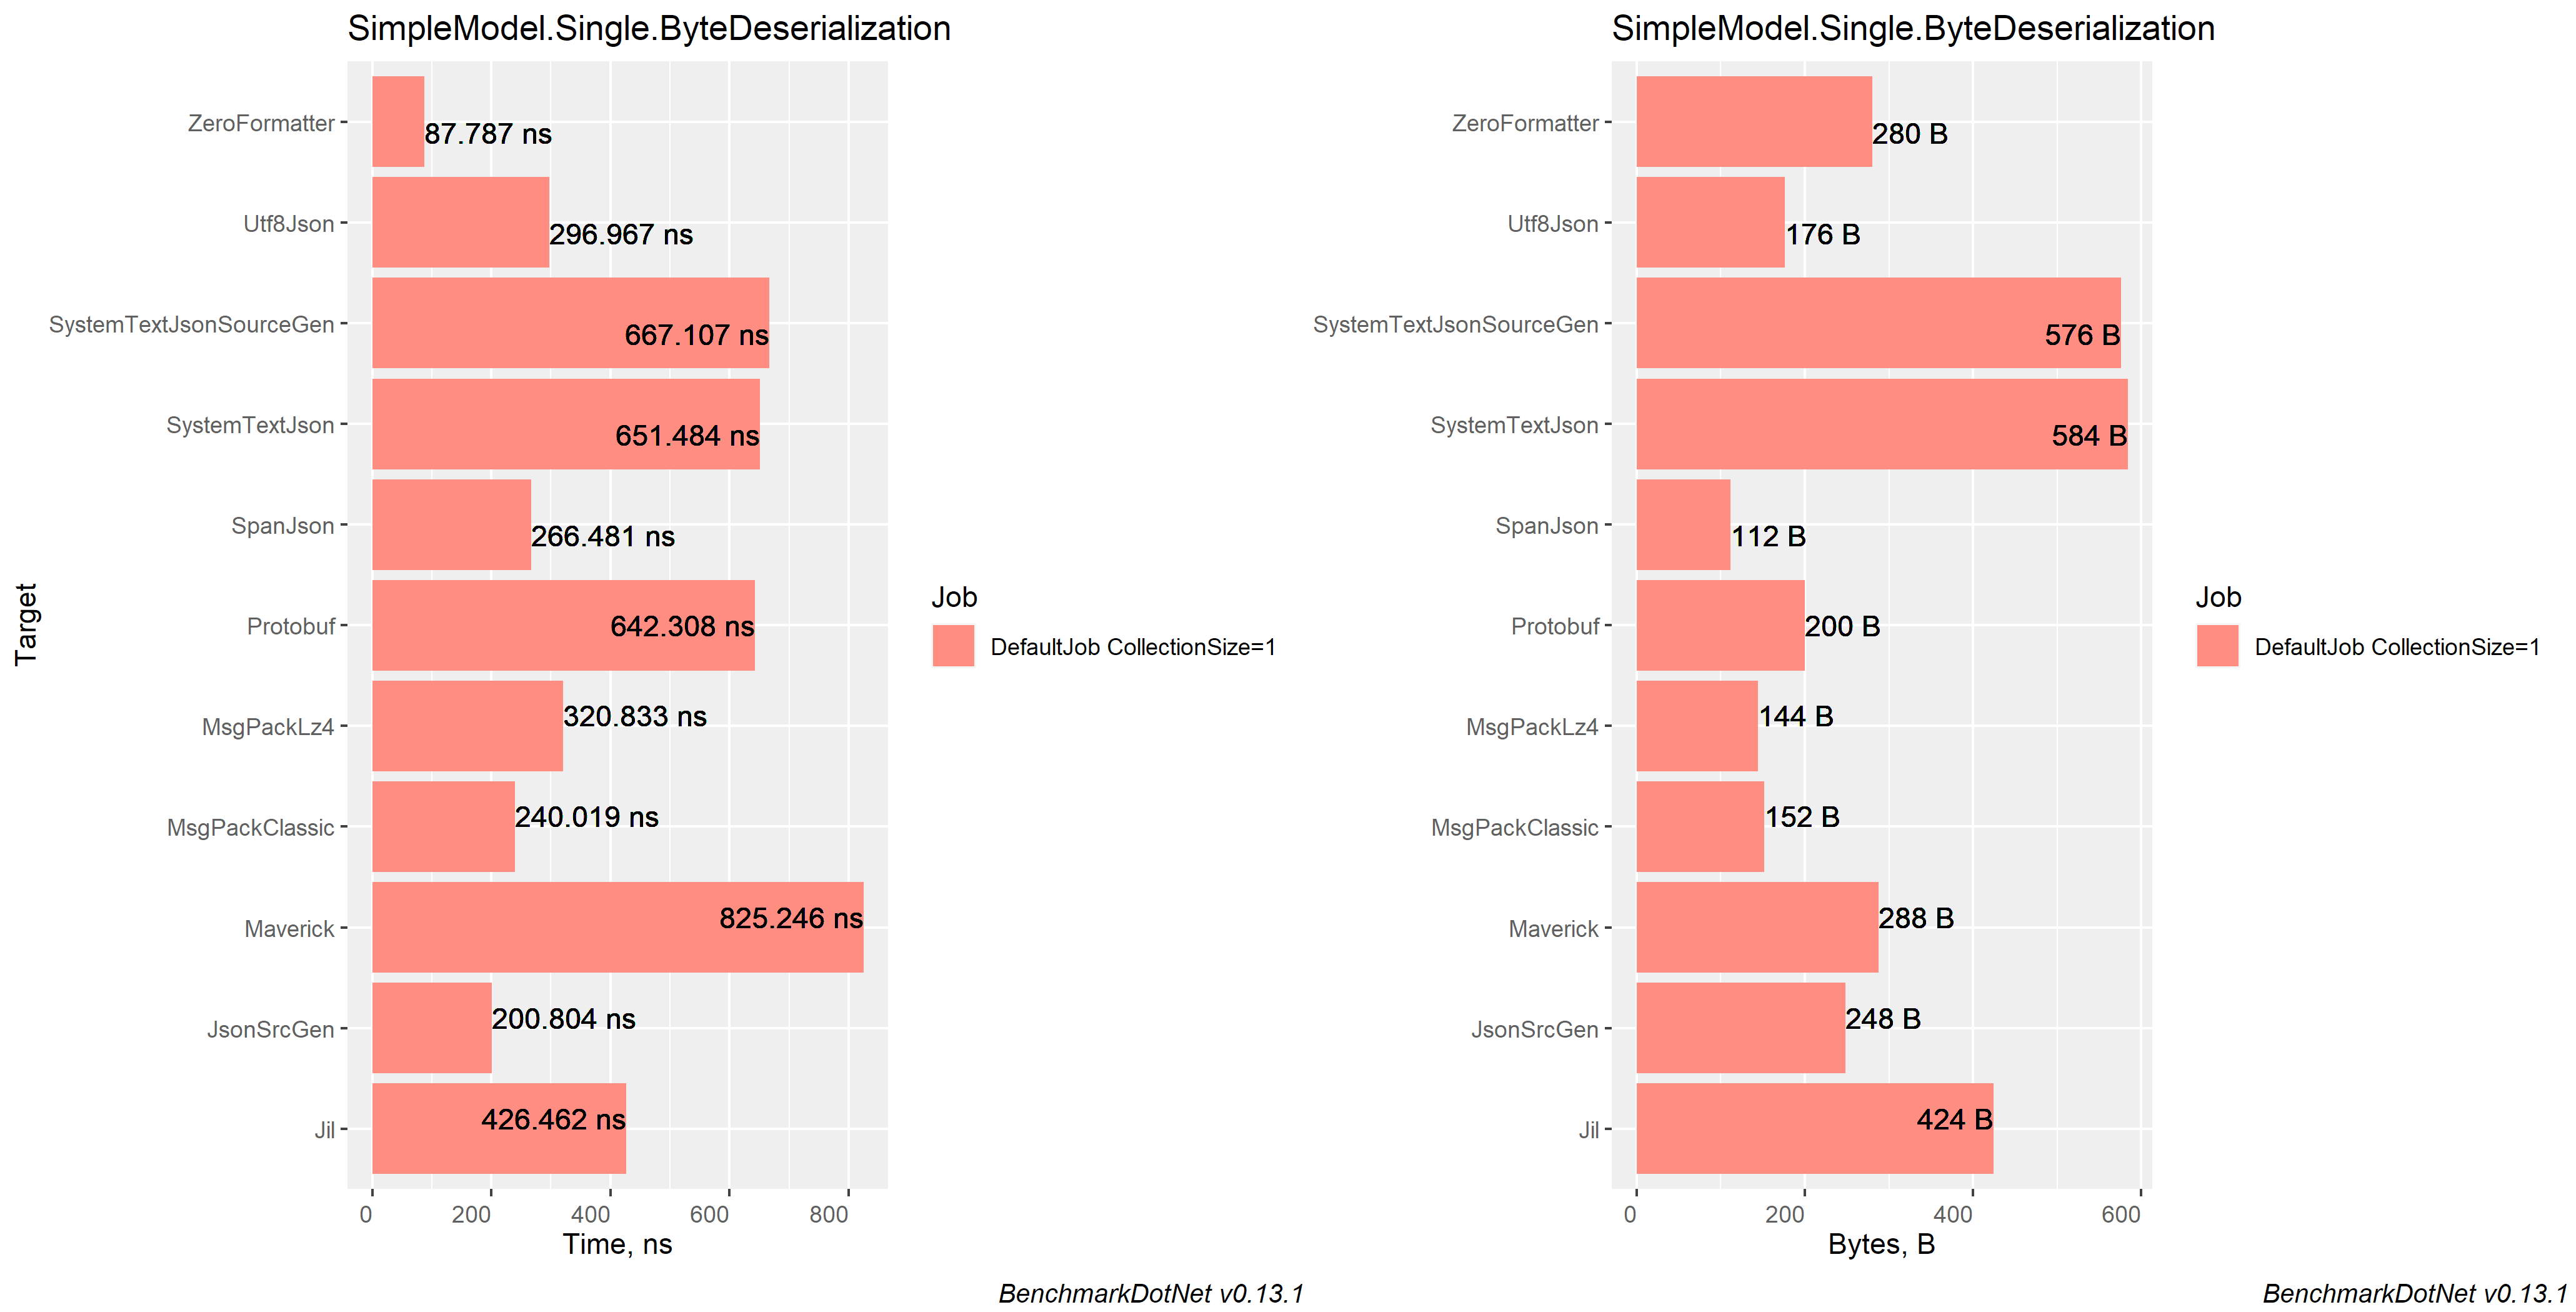 SimpleModel.Single.ByteDeserialization
Target
ZeroFormatter
87.787 ns
Utf8Json
296.967 ns
SystemTextJsonSourceGen
667.107 ns
SystemTextJson
651.484 ns
SpanJson
266.481 ns
Protobuf
642.308 ns
MsgPackLz4
320.833 ns
MsgPackClassic
240.019 ns
Maverick
825.246 ns
JsonSrcGen
200.804 ns
Jil
426.462 ns
0 200 400 600 800
Time, ns
Job
DefaultJob CollectionSize=1
BenchmarkDotNet v0.13.1
SimpleModel.Single.ByteDeserialization
ZeroFormatter
280 B
Utf8Json
176 B
SystemTextJsonSourceGen
576 B
SystemTextJson
584 B
SpanJson
112 B
Protobuf
200 B
MsgPackLz4
144 B
MsgPackClassic
152 B
Maverick
288 B
JsonSrcGen
248 B
Jil
424 B
0 200 400 600
Bytes, B
Job
DefaultJob CollectionSize=1
BenchmarkDotNet v0.13.1